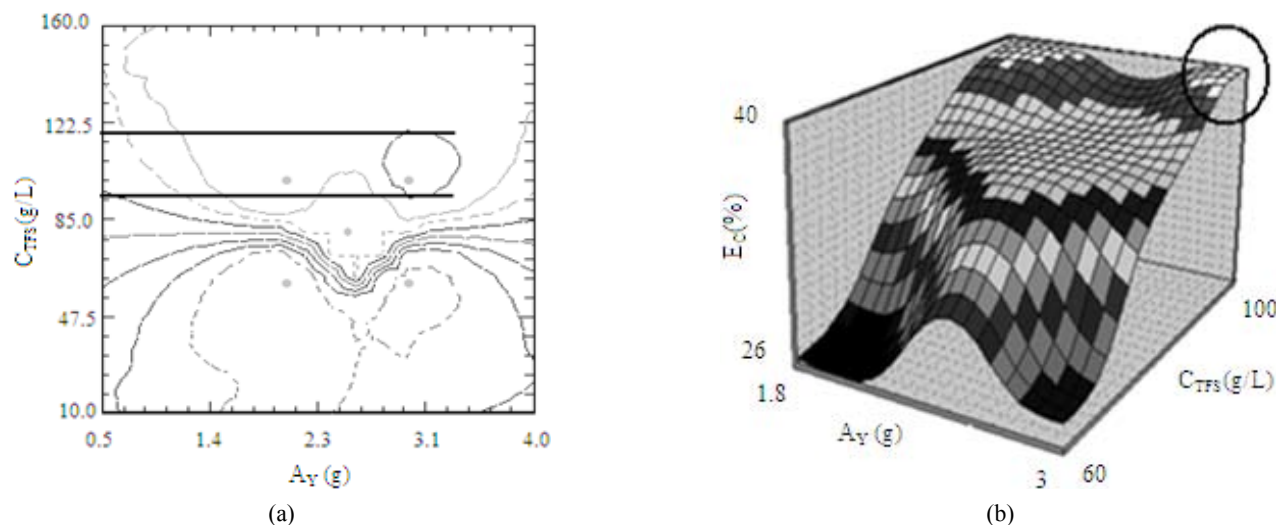 160.0
122.5
85.0
47.5
10.0
C_TFS (g/L)
0.5 1.4 2.3 3.1 4.0
A_Y (g)
(a)
40
E_C(%)
26
1.8
A_Y (g)
3
60
C_TFS (g/L)
100
(b)